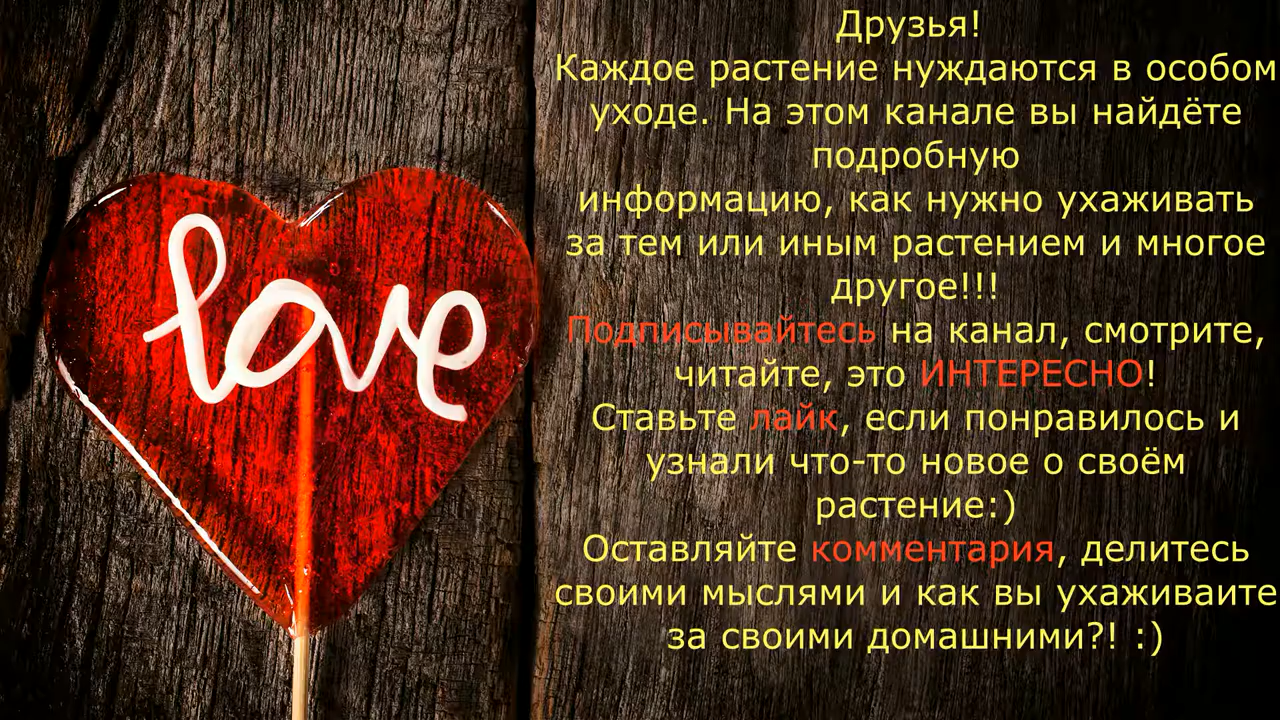 love
Друзья!
Каждое растение нуждаются в особом
уходе. На этом канале вы найдёте
подробную
информацию, как нужно ухаживать
за тем или иным растением и многое
другое!!!
Подписывайтесь на канал, смотрите,
читайте, это ИНТЕРЕСНО!
Ставьте лайк, если понравилось и
узнали что-то новое о своём
растение:)
Оставляйте комментария, делитесь
своими мыслями и как вы ухаживаите
за своими домашними?! :)